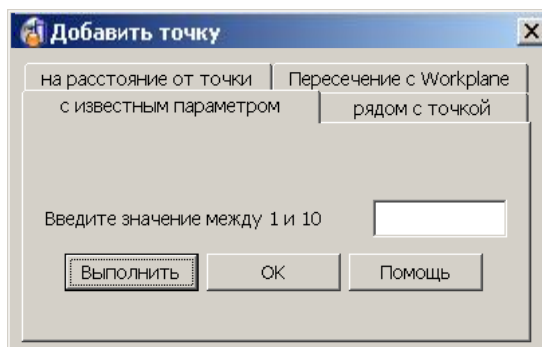 Добавить точку
на расстояние от точки Пересечение с Workplane
с известным параметром рядом с точкой
Введите значение между 1 и 10
Выполнить ОК Помощь